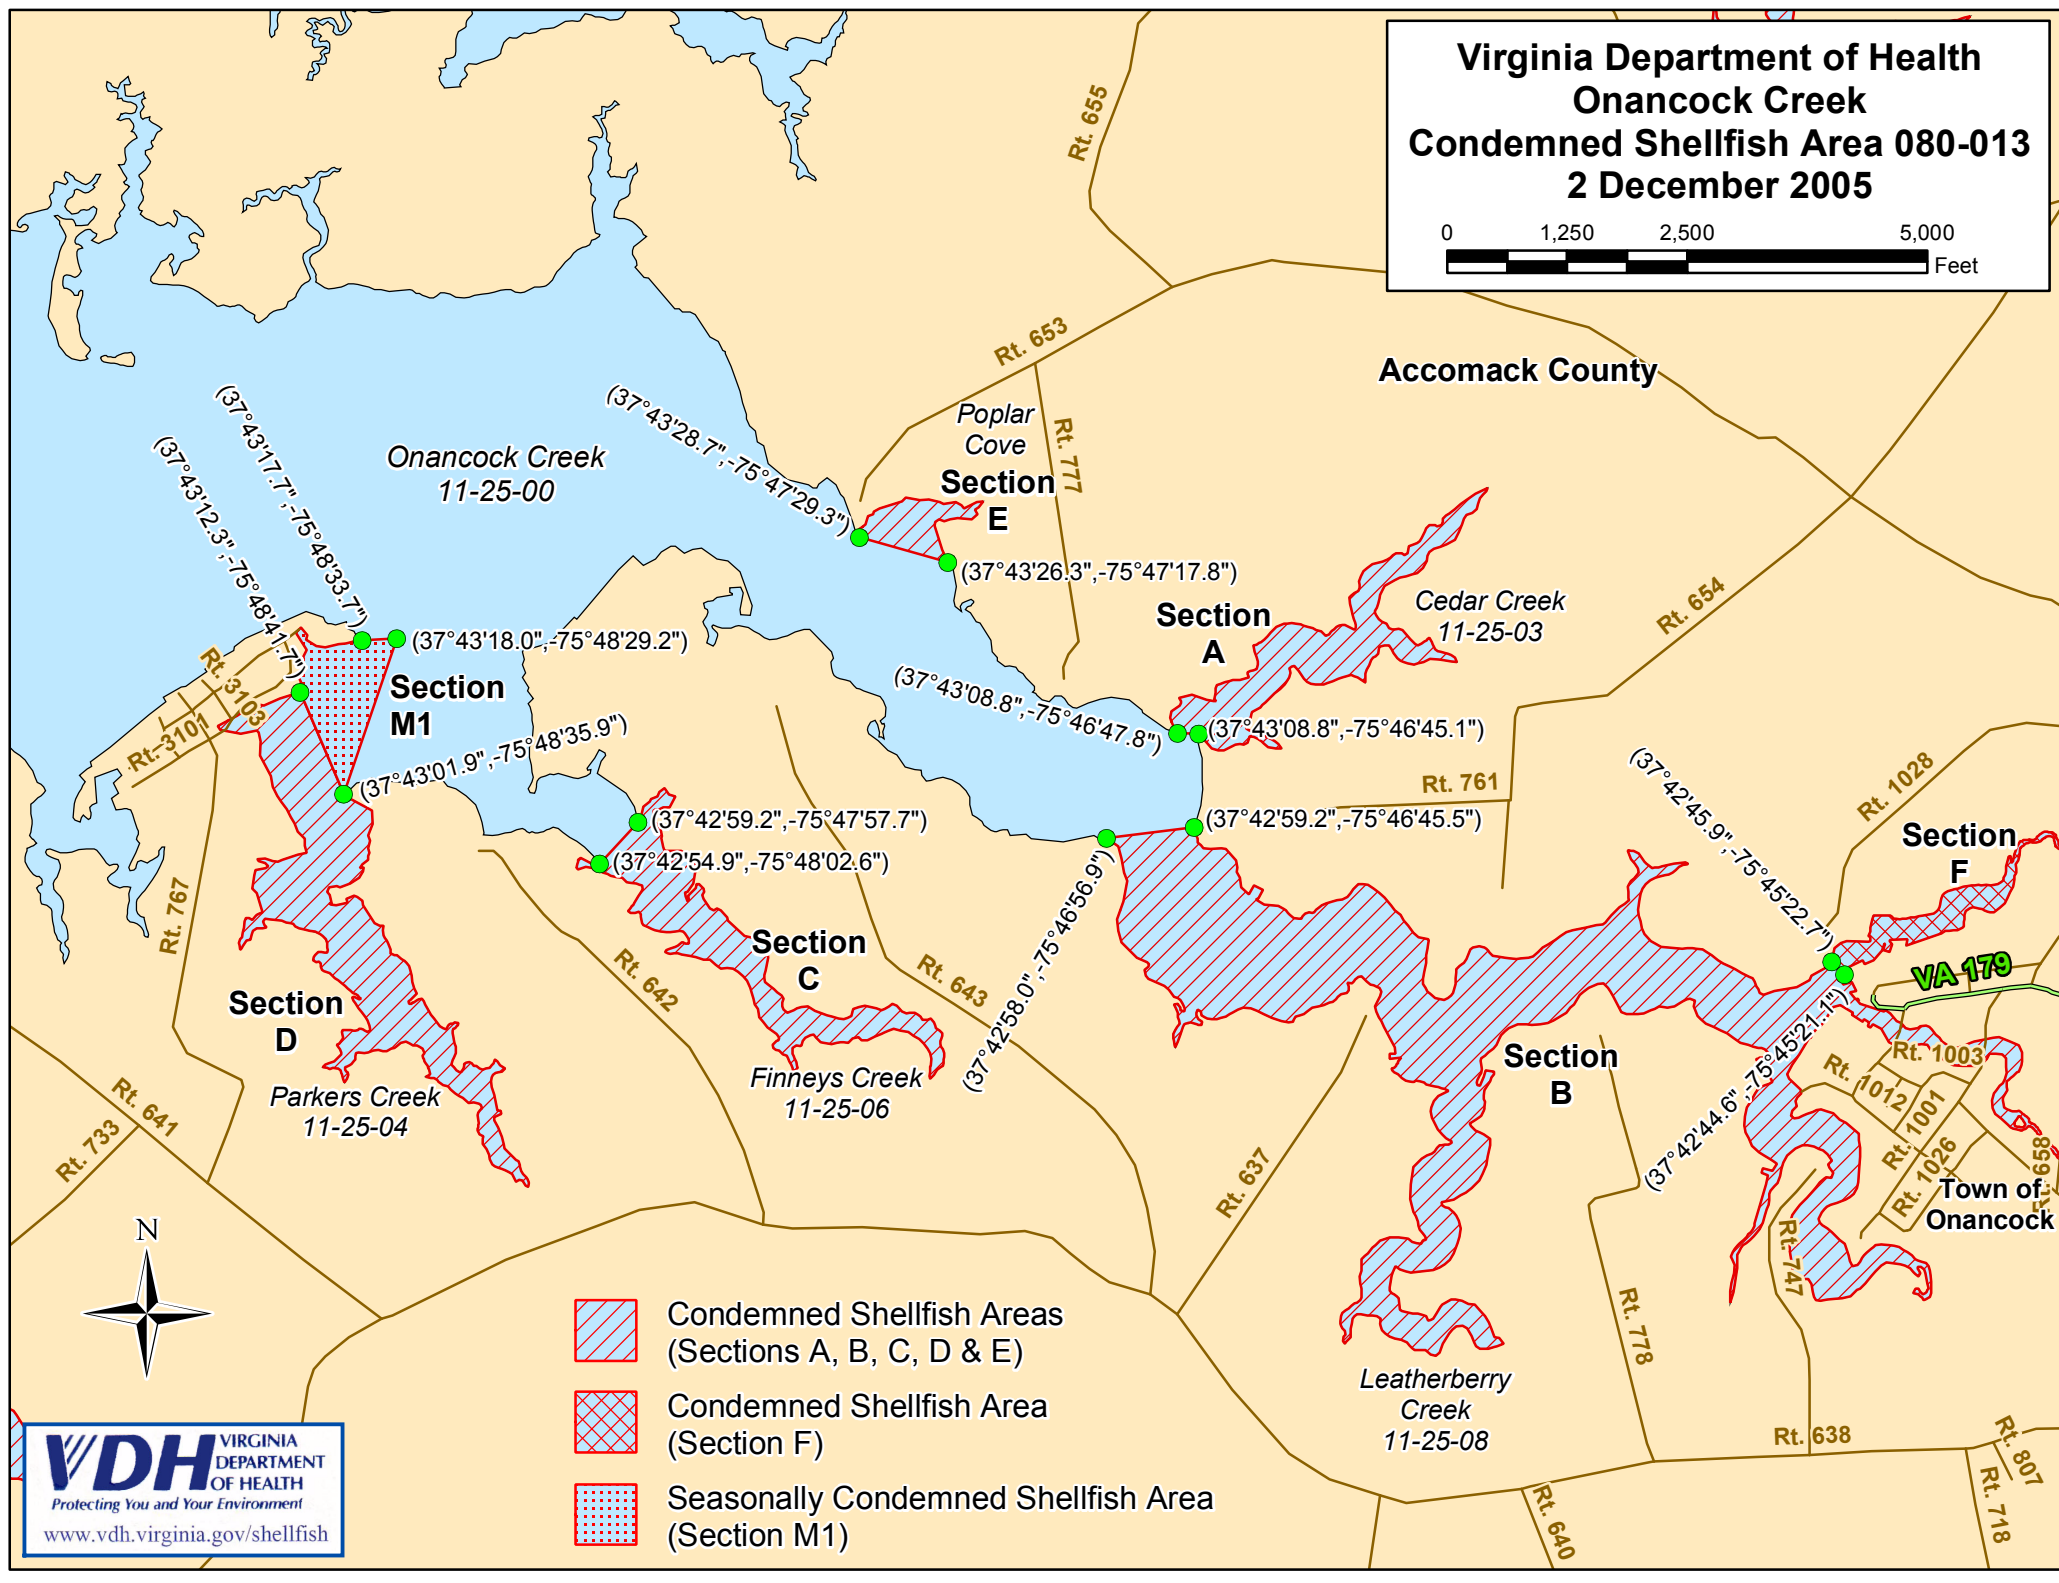 Virginia Department of Health
Onancock Creek
Condemned Shellfish Area 080-013
2 December 2005
0 1,250 2,500 5,000
Feet
Rt. 655
Rt. 653
Accomack County
Poplar
Cove
Rt. 777
Section
E
(37°43'28.7",-75°47'29.3")
(37°43'26.3",-75°47'17.8")
Onancock Creek
11-25-00
(37°43'17.7",-75°48'33.7")
(37°43'12.3",-75°48'41.7")
(37°43'18.0",-75°48'29.2")
Section
M1
(37°43'01.9",-75°48'35.9")
Rt. 3103
Rt. 3101
Section
A
Cedar Creek
11-25-03
Rt. 654
(37°43'08.8",-75°46'47.8")
(37°43'08.8",-75°46'45.1")
Rt. 761
(37°42'59.2",-75°46'45.5")
(37°42'58.0",-75°46'56.9")
(37°42'59.2",-75°47'57.7")
(37°42'54.9",-75°48'02.6")
(37°42'45.9",-75°45'22.7")
(37°42'44.6",-75°45'21.1")
Rt. 1028
Section
F
VA 179
Rt. 767
Section
C
Rt. 642
Rt. 643
Section
D
Parkers Creek
11-25-04
Finneys Creek
11-25-06
Section
B
Rt. 1003
Rt. 1012
Rt. 1001
Rt. 1026
Rt. 658
Town of
Onancock
Rt. 641
Rt. 733
Rt. 637
Rt. 747
Rt. 778
Leatherberry
Creek
11-25-08
Rt. 638
Rt. 807
Rt. 718
Rt. 640
N
Condemned Shellfish Areas
(Sections A, B, C, D & E)
Condemned Shellfish Area
(Section F)
Seasonally Condemned Shellfish Area
(Section M1)
VDH
VIRGINIA
DEPARTMENT
OF HEALTH
Protecting You and Your Environment
www.vdh.virginia.gov/shellfish